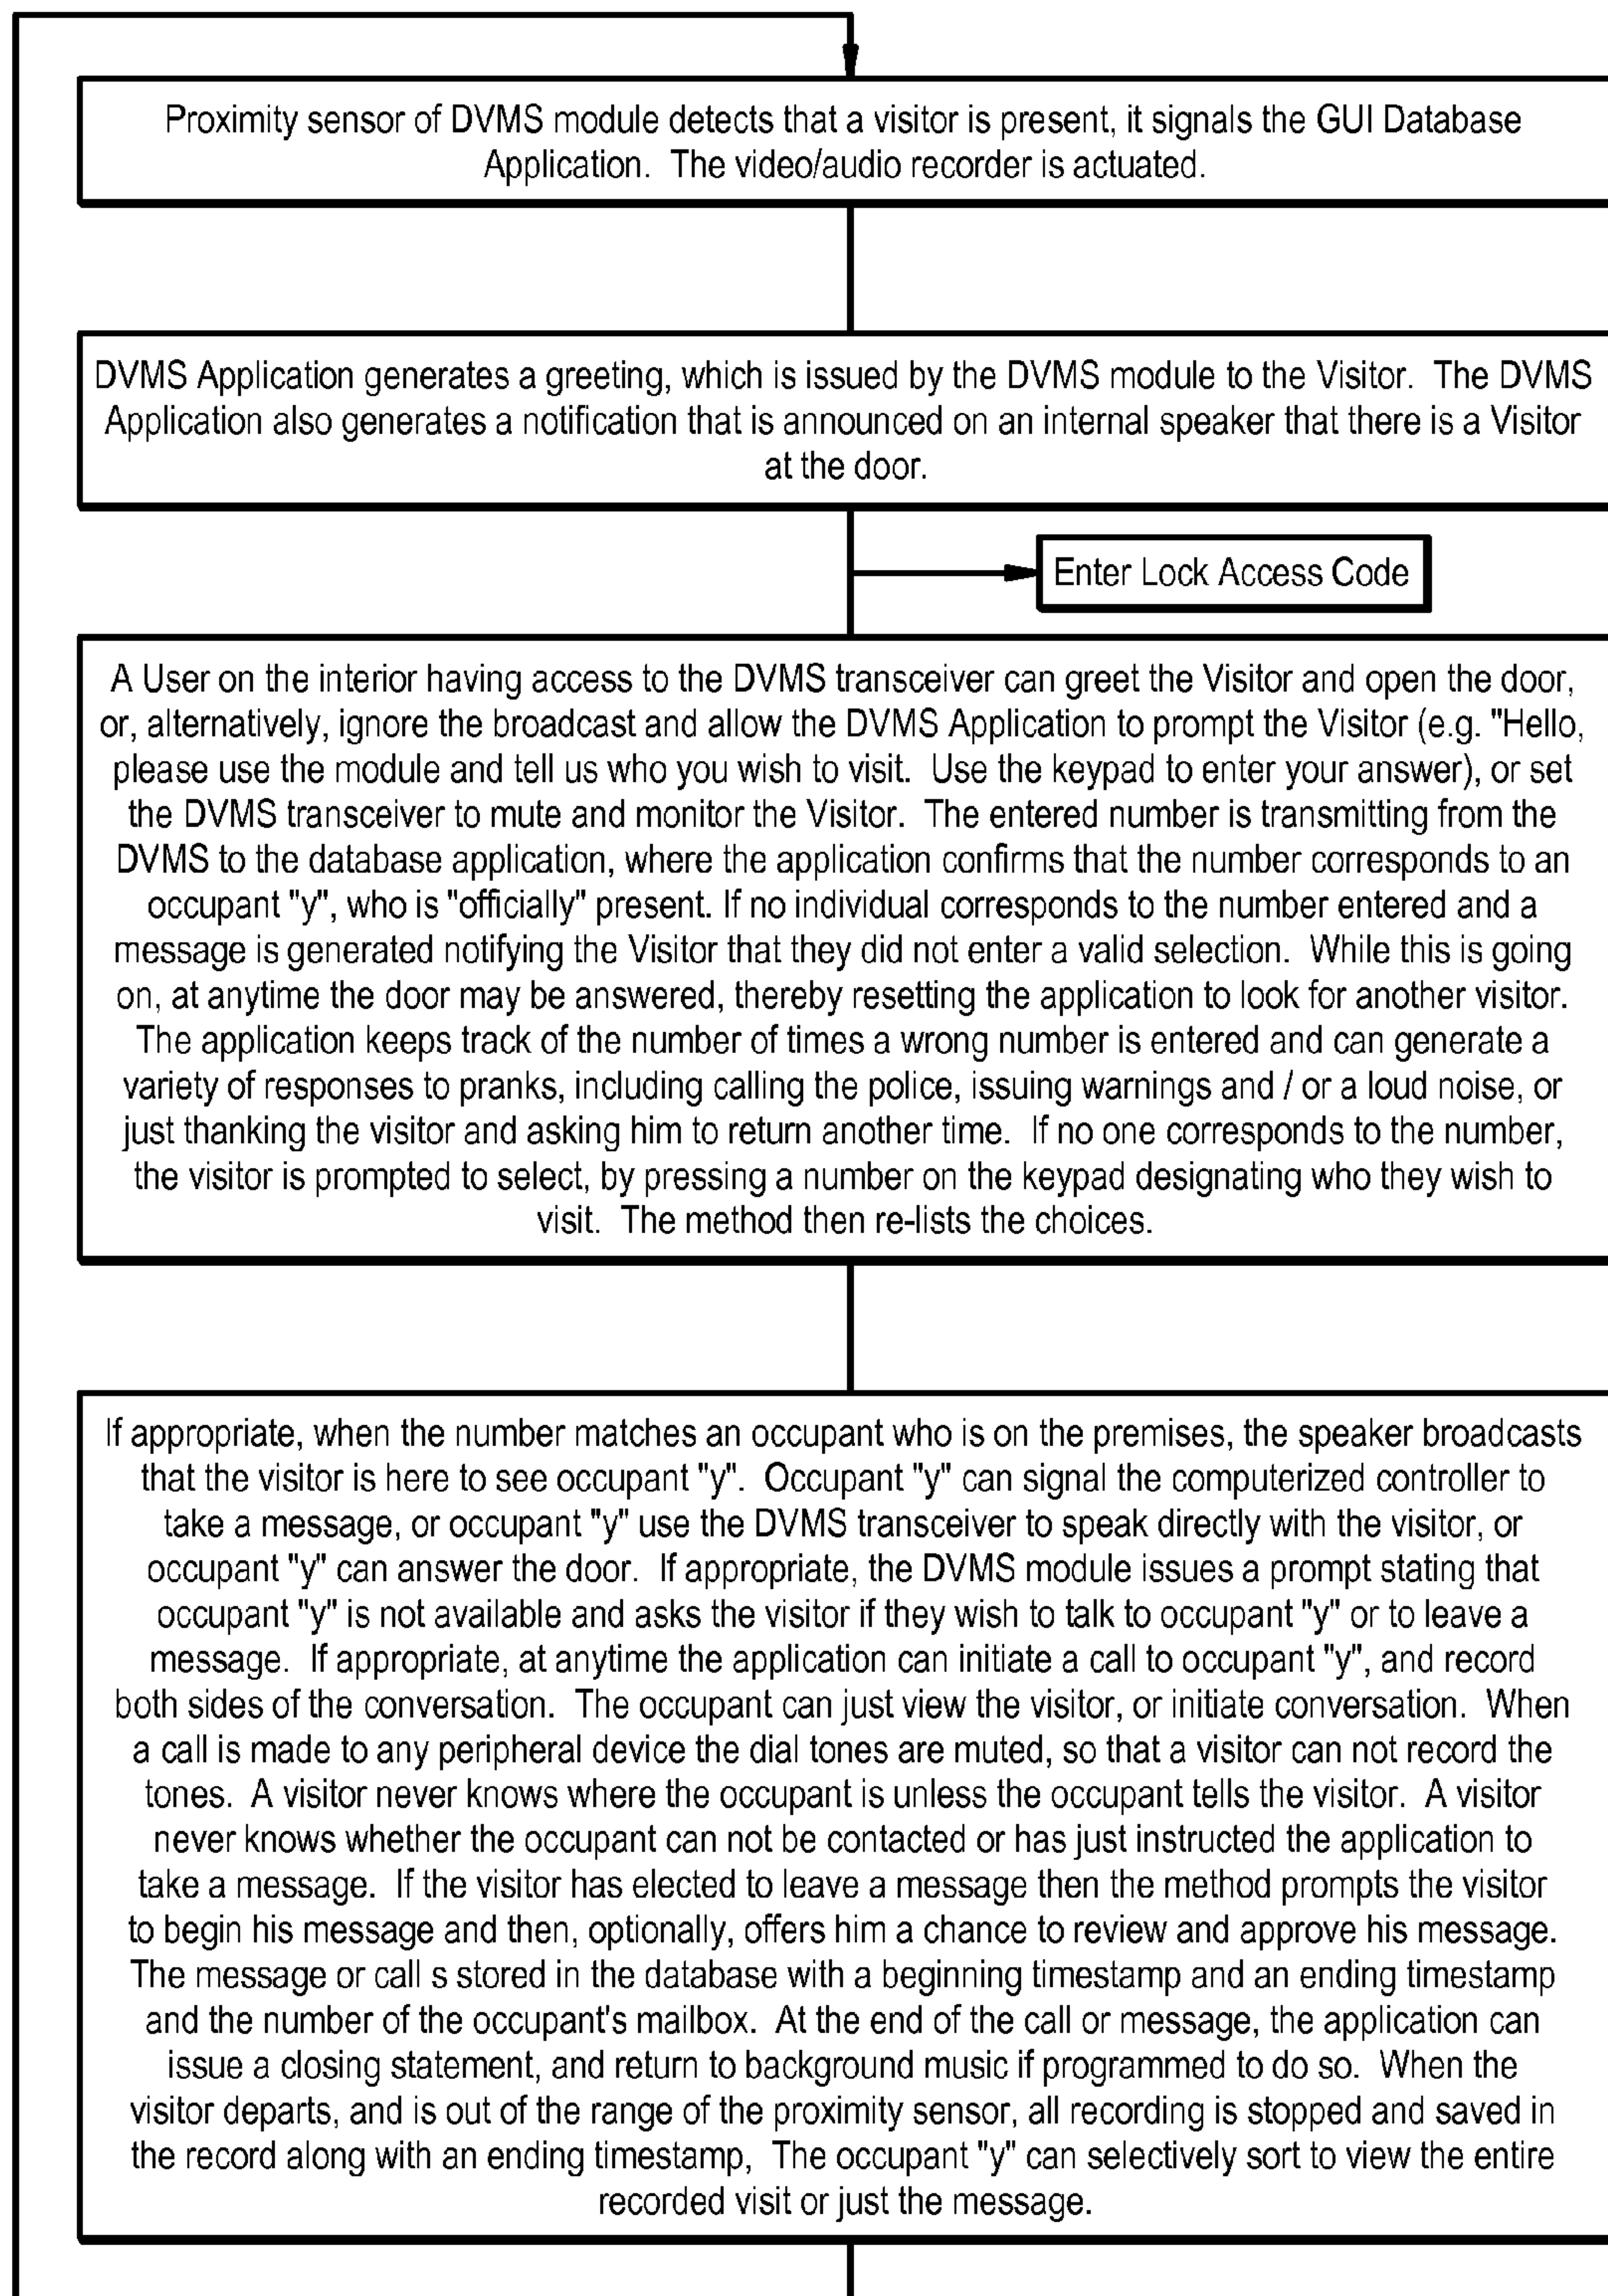 Proximity sensor of DVMS module detects that a visitor is present, it signals the GUI Database
Application. The video/audio recorder is actuated.
DVMS Application generates a greeting, which is issued by the DVMS module to the Visitor. The DVMS
Application also generates a notification that is announced on an internal speaker that there is a Visitor
at the door.
Enter Lock Access Code
A User on the interior having access to the DVMS transceiver can greet the Visitor and open the door,
or, alternatively, ignore the broadcast and allow the DVMS Application to prompt the Visitor (e.g. "Hello,
please use the module and tell us who you wish to visit. Use the keypad to enter your answer), or set
the DVMS transceiver to mute and monitor the Visitor. The entered number is transmitting from the
DVMS to the database application, where the application confirms that the number corresponds to an
occupant "y", who is "officially" present. If no individual corresponds to the number entered and a
message is generated notifying the Visitor that they did not enter a valid selection. While this is going
on, at anytime the door may be answered, thereby resetting the application to look for another visitor.
The application keeps track of the number of times a wrong number is entered and can generate a
variety of responses to pranks, including calling the police, issuing warnings and / or a loud noise, or
just thanking the visitor and asking him to return another time. If no one corresponds to the number,
the visitor is prompted to select, by pressing a number on the keypad designating who they wish to
visit. The method then re-lists the choices.
If appropriate, when the number matches an occupant who is on the premises, the speaker broadcasts
that the visitor is here to see occupant "y". Occupant "y" can signal the computerized controller to
take a message, or occupant "y" use the DVMS transceiver to speak directly with the visitor, or
occupant "y" can answer the door. If appropriate, the DVMS module issues a prompt stating that
occupant "y" is not available and asks the visitor if they wish to talk to occupant "y" or to leave a
message. If appropriate, at anytime the application can initiate a call to occupant "y", and record
both sides of the conversation. The occupant can just view the visitor, or initiate conversation. When
a call is made to any peripheral device the dial tones are muted, so that a visitor can not record the
tones. A visitor never knows where the occupant is unless the occupant tells the visitor. A visitor
never knows whether the occupant can not be contacted or has just instructed the application to
take a message. If the visitor has elected to leave a message then the method prompts the visitor
to begin his message and then, optionally, offers him a chance to review and approve his message.
The message or call s stored in the database with a beginning timestamp and an ending timestamp
and the number of the occupant's mailbox. At the end of the call or message, the application can
issue a closing statement, and return to background music if programmed to do so. When the
visitor departs, and is out of the range of the proximity sensor, all recording is stopped and saved in
the record along with an ending timestamp, The occupant "y" can selectively sort to view the entire
recorded visit or just the message.